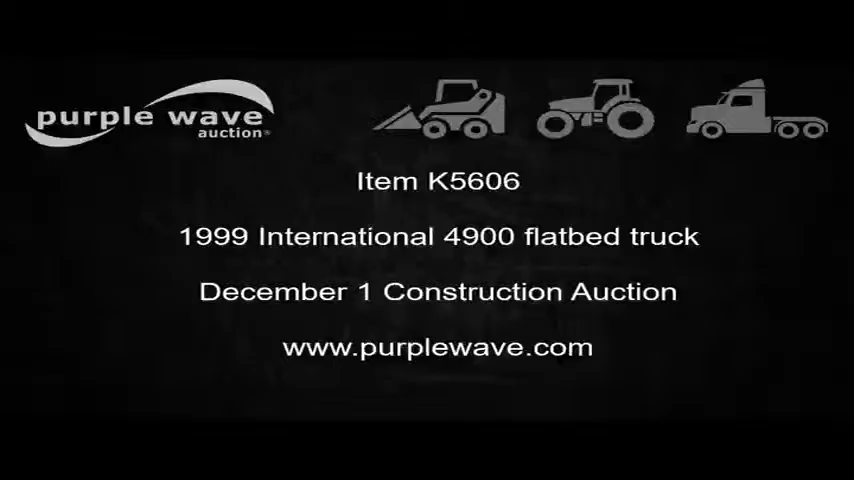 purple wave
auction®
Item K5606
1999 International 4900 flatbed truck
December 1 Construction Auction
www.purplewave.com